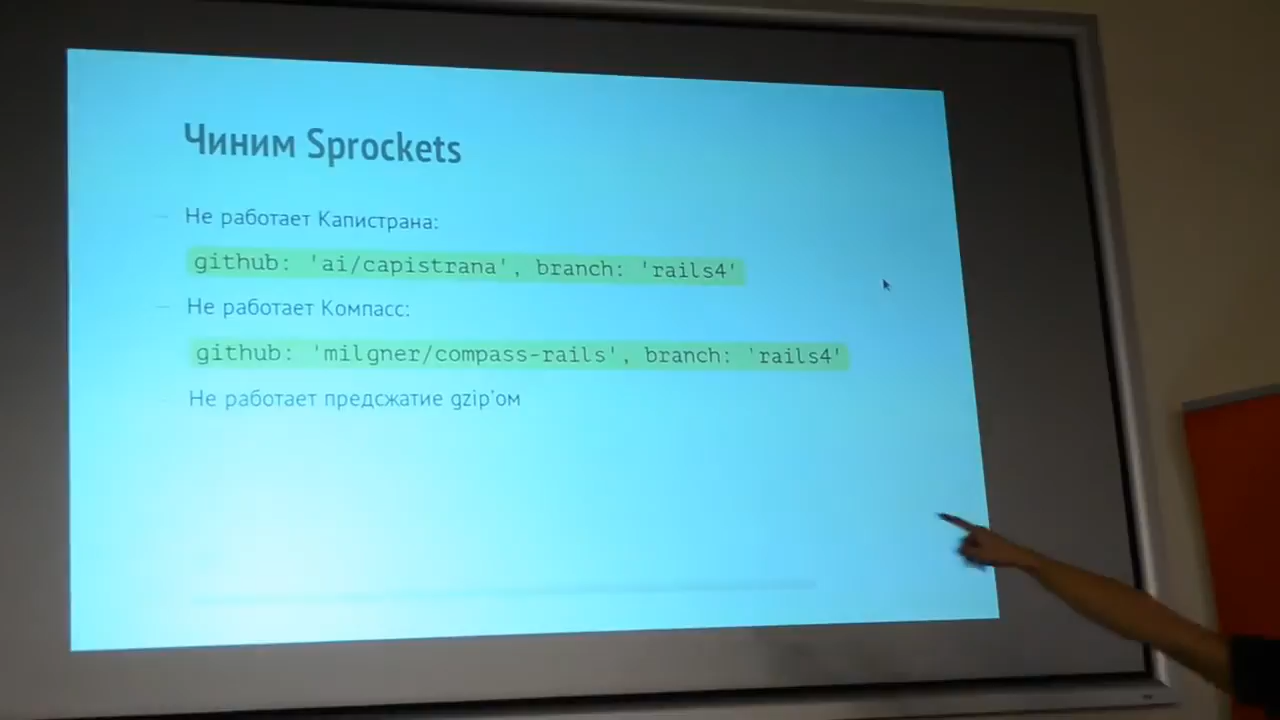 Чиним Sprockets
Не работает Капистрана:
github: 'ai/capistrana', branch: 'rails4'
Не работает Компасс:
github: 'milgner/compass-rails', branch: 'rails4'
Не работает предсжатие gzip'ом